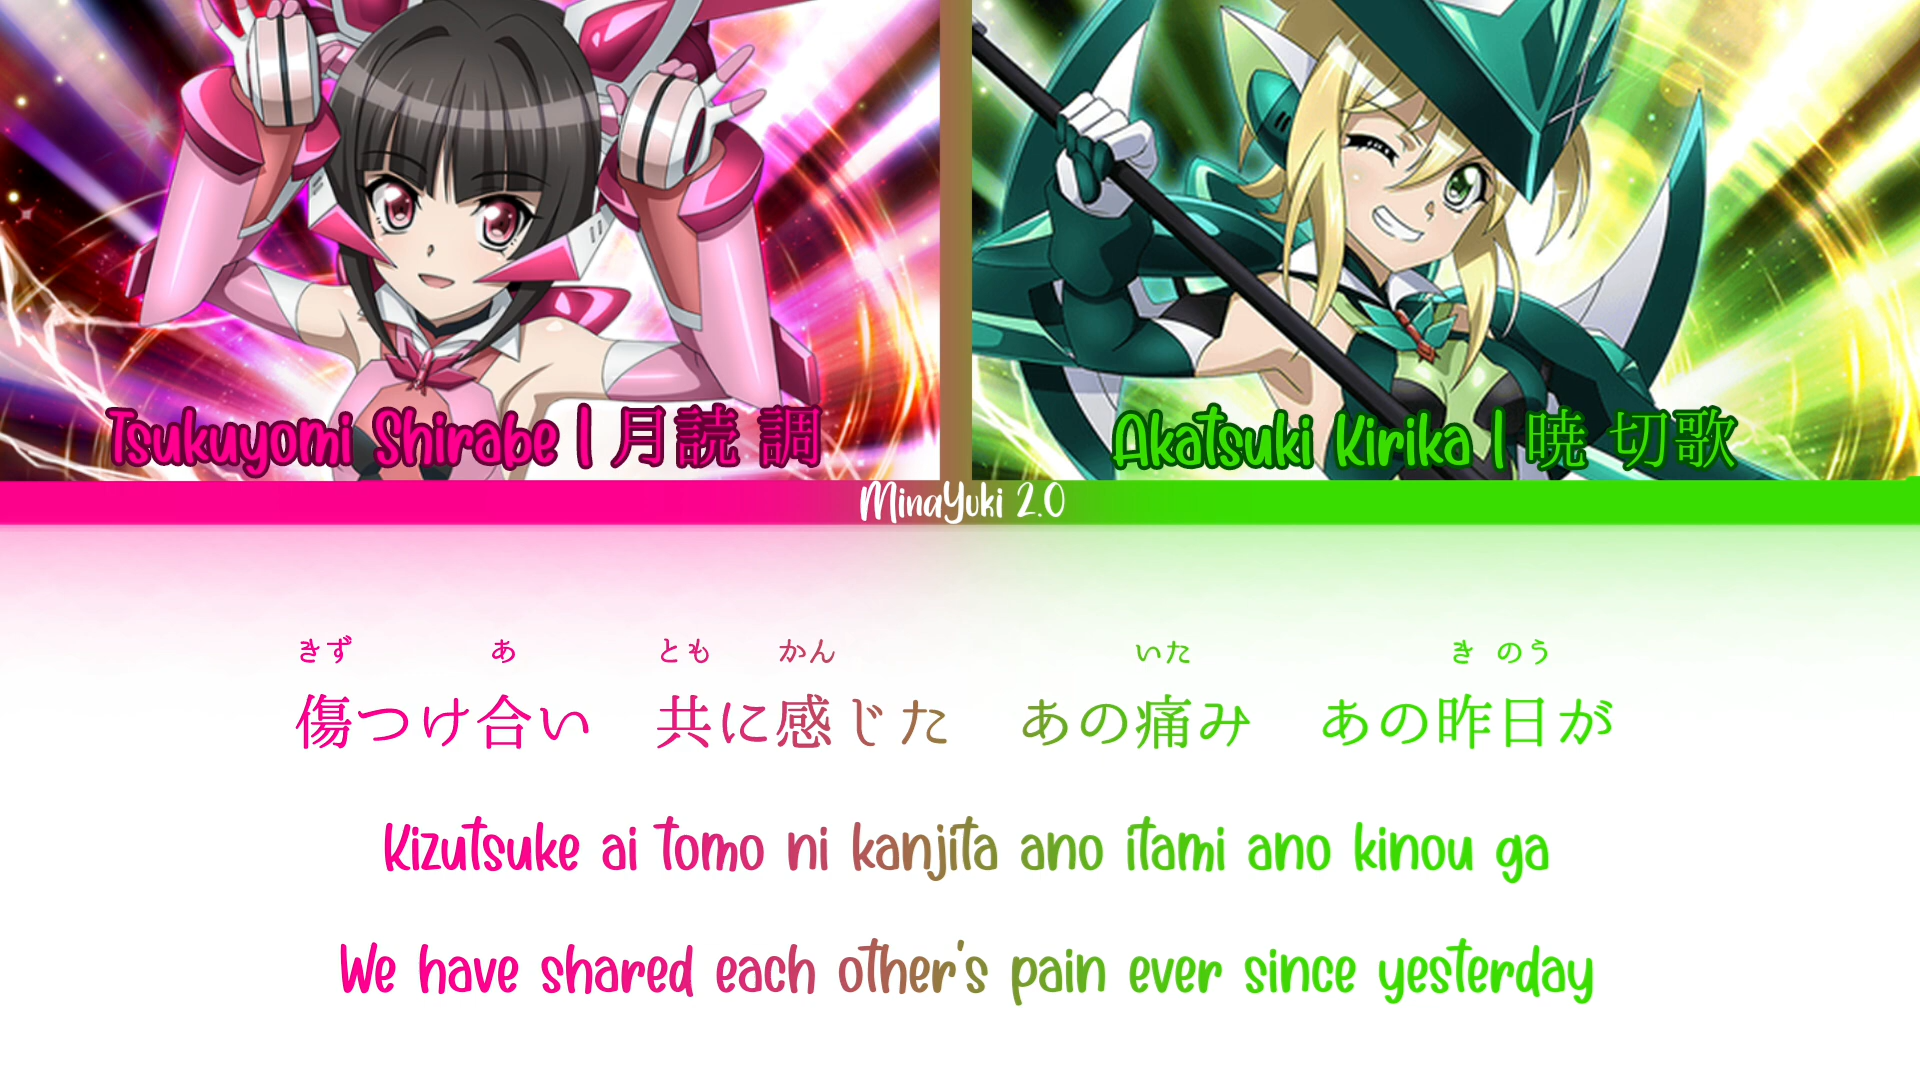 Tsukuyomi Shirabe | 月読 調
Akatsuki Kirika | 暁 切歌
MinaYuki 2.0
きず あ とも かん いた き のう
傷つけ合い 共に感じた あの痛み あの昨日が
Kizutsuke ai tomo ni kanjita ano itami ano kinou ga
We have shared each other's pain ever since yesterday